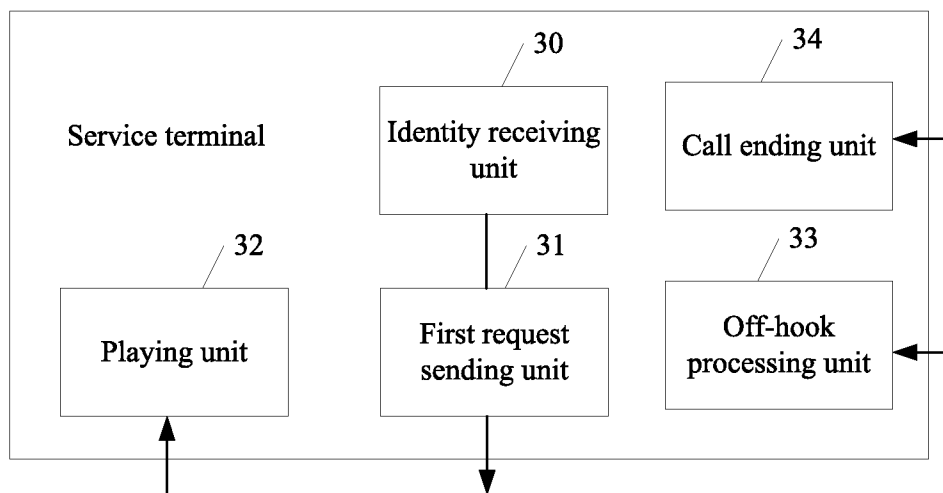 30
34
Service terminal
Identity receiving
unit
Call ending unit
32
31
33
Playing unit
First request
sending unit
Off-hook
processing unit